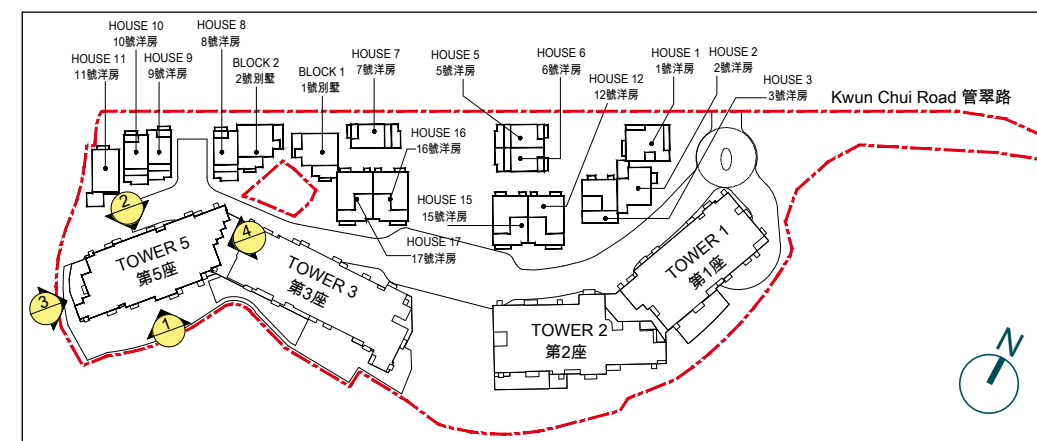 HOUSE 10
10號洋房
HOUSE 8
8號洋房
HOUSE 11
11號洋房
HOUSE 9
9號洋房
BLOCK 2
2號別墅
BLOCK 1
1號別墅
HOUSE 7
7號洋房
HOUSE 5
5號洋房
HOUSE 6
6號洋房
HOUSE 12
12號洋房
HOUSE 1
1號洋房
HOUSE 2
2號洋房
HOUSE 3
3號洋房
Kwun Chui Road 管翠路
HOUSE 16
16號洋房
HOUSE 15
15號洋房
HOUSE 17
17號洋房
2
4
3
1
TOWER 5
第5座
TOWER 3
第3座
TOWER 2
第2座
TOWER 1
第1座
N